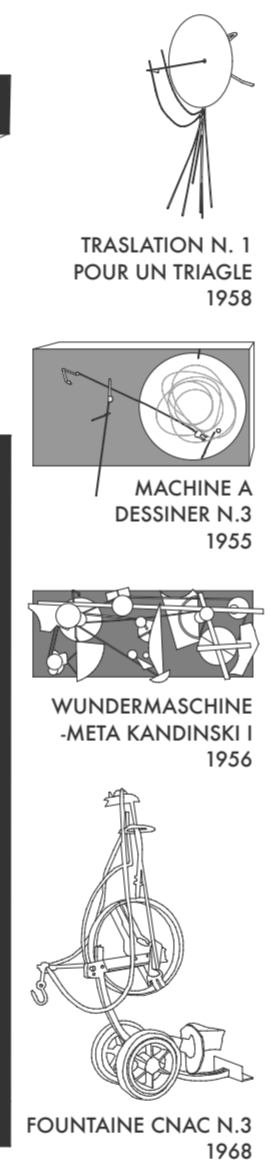 TRASLATION N. 1
POUR UN TRIAGLE
1958
MACHINE A
DESSINER N.3
1955
WUNDERMASCHINE
-META KANDINSKI I
1956
FOUNTAINE CNAC N.3
1968